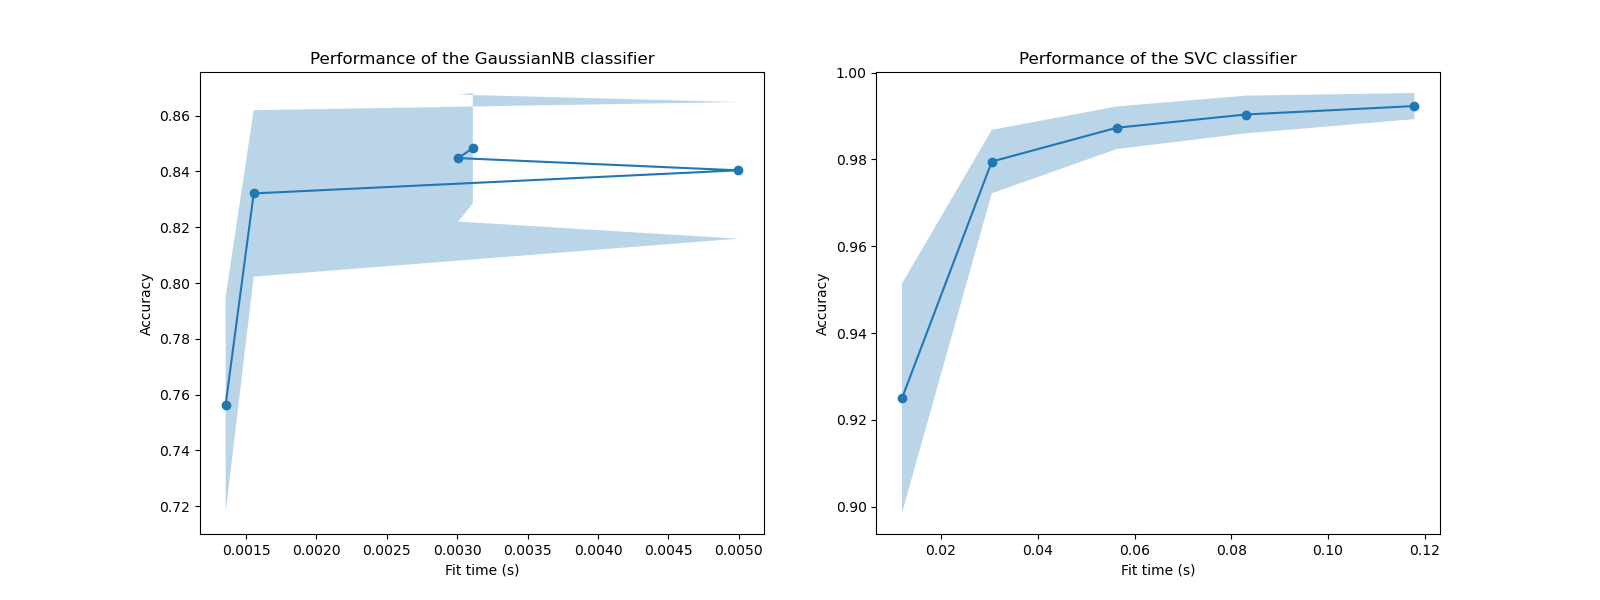 Performance of the GaussianNB classifier
Accuracy
0.86
0.84
0.82
0.80
0.78
0.76
0.74
0.72
0.0015 0.0020 0.0025 0.0030 0.0035 0.0040 0.0045 0.0050
Fit time (s)
Performance of the SVC classifier
Accuracy
1.00
0.98
0.96
0.94
0.92
0.90
0.02 0.04 0.06 0.08 0.10 0.12
Fit time (s)